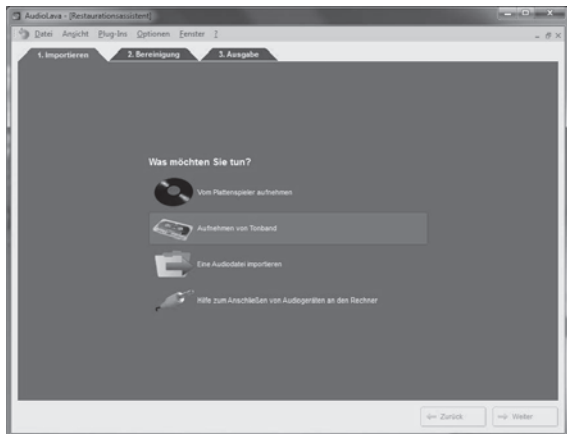 AudioLava - [Restaurationsassistent]
Datei Ansicht Plug-Ins Optionen Fenster ?
1. Importieren 2. Bereinigung 3. Ausgabe
Was möchten Sie tun?
Vom Plattenspieler aufnehmen
Aufnehmen von Tonband
Eine Audiodatei importieren
Hilfe zum Anschließen von Audiogeräten an den Rechner
Zurück Weiter